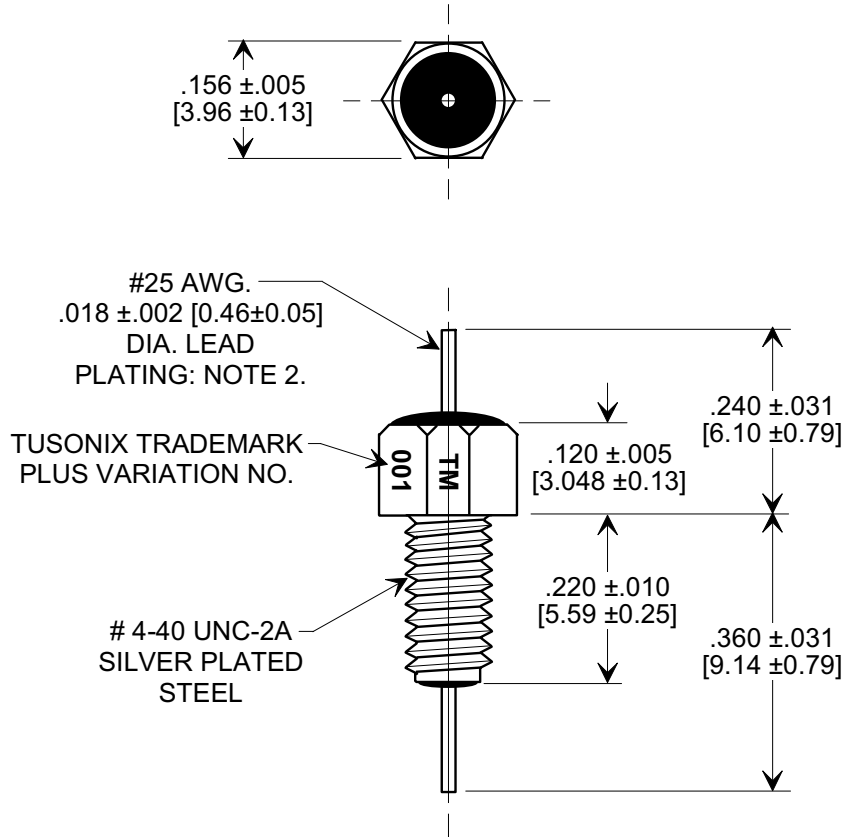 .156 ±.005
[3.96 ±0.13]
#25 AWG.
.018 ±.002 [0.46±0.05]
DIA. LEAD
PLATING: NOTE 2.
TUSONIX TRADEMARK
PLUS VARIATION NO.
001
TM
.240 ±.031
[6.10 ±0.79]
.120 ±.005
[3.048 ±0.13]
.220 ±.010
[5.59 ±0.25]
# 4-40 UNC-2A
SILVER PLATED
STEEL
.360 ±.031
[9.14 ±0.79]